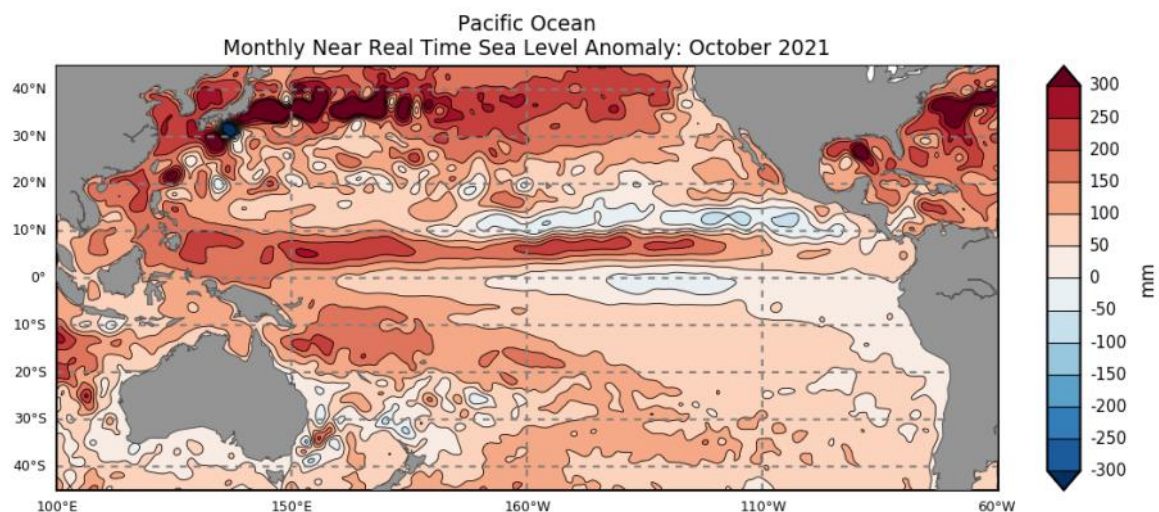 Pacific Ocean
Monthly Near Real Time Sea Level Anomaly: October 2021
40°N
30°N
20°N
10°N
0°
10°S
20°S
30°S
40°S
100°E
150°E
160°W
110°W
60°W
300
250
200
150
100
50
0
-50
-100
-150
-200
-250
-300
mm